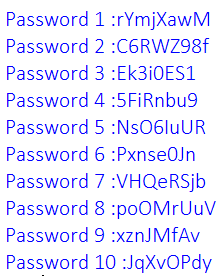 Password 1 :rYmjXawM
Password 2 :C6RWZ98f
Password 3 :Ek3i0ES1
Password 4 :5FiRnbu9
Password 5 :NsO6IuUR
Password 6 :Pxnse0Jn
Password 7 :VHQeRSjb
Password 8 :poOMrUuV
Password 9 :xznJMfAv
Password 10 :JqXvOPdy